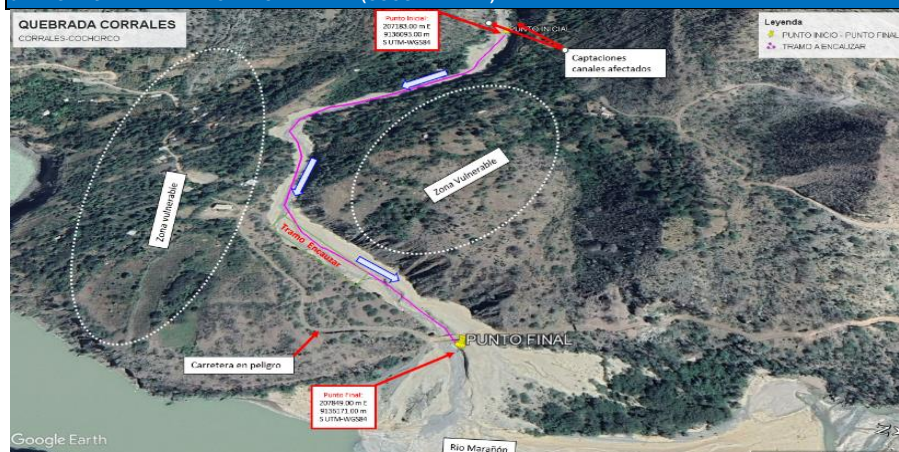 QUEBRADA CORRALES
CORRALES-COCHORCO
Punto Inicial:
207183.00 m E
9136093.00 m
S UTM-WGS84
PUNTO INICIAL
Captaciones
canales afectados
Leyenda
PUNTO INICIO - PUNTO FINAL
TRAMO A ENCAUZAR
Zona vulnerable
Zona Vulnerable
Tramo Encauzar
PUNTO FINAL
Carretera en peligro
Punto Final:
207849.00 m E
9136171.00 m
S UTM-WGS84
Rio Marañón
Google Earth